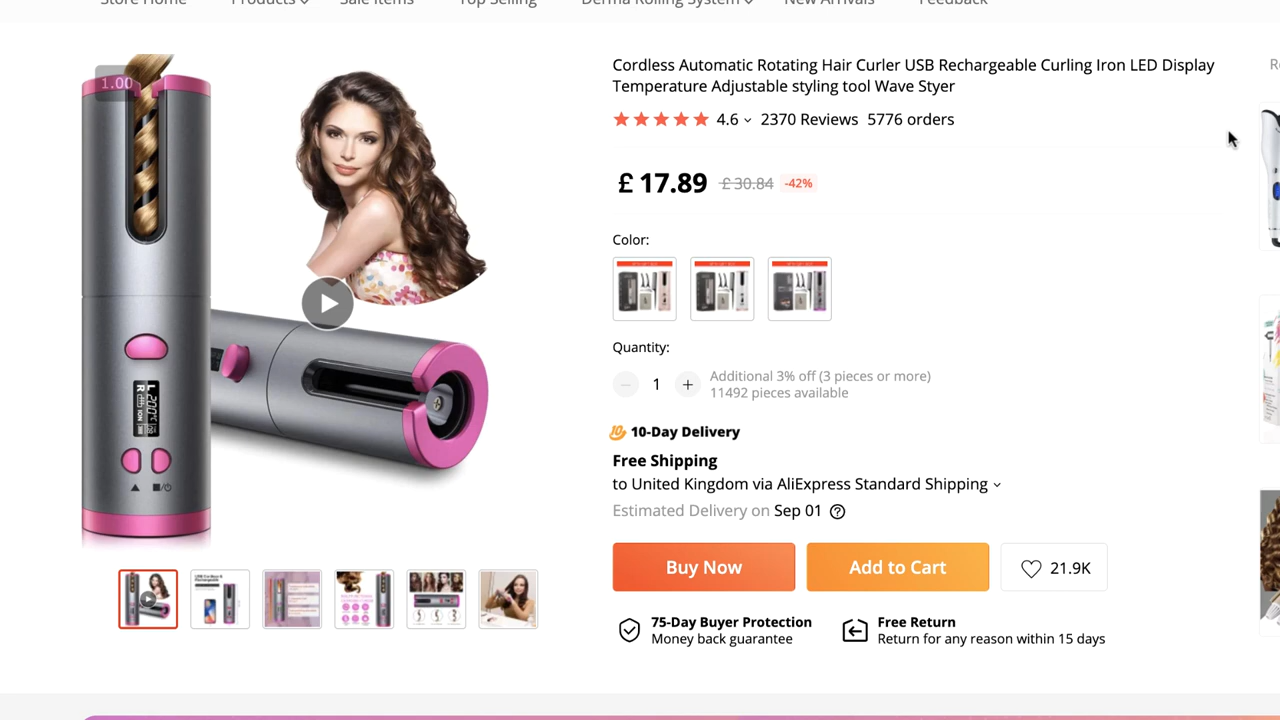 Store Home Products Sale Items Top Selling Derma Rolling System New Arrivals Feedback
1.00
Cordless Automatic Rotating Hair Curler USB Rechargeable Curling Iron LED Display
Temperature Adjustable styling tool Wave Styer
4.6 2370 Reviews 5776 orders
£ 17.89 £ 30.84 -42%
Color:
Quantity:
1
Additional 3% off (3 pieces or more)
11492 pieces available
10-Day Delivery
Free Shipping
to United Kingdom via AliExpress Standard Shipping
Estimated Delivery on Sep 01
Buy Now
Add to Cart
21.9K
75-Day Buyer Protection
Money back guarantee
Free Return
Return for any reason within 15 days